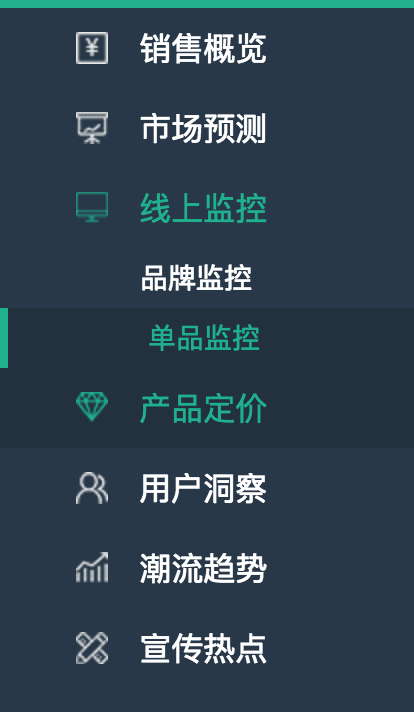 销售概览
市场预测
线上监控
品牌监控
单品监控
产品定价
用户洞察
潮流趋势
宣传热点